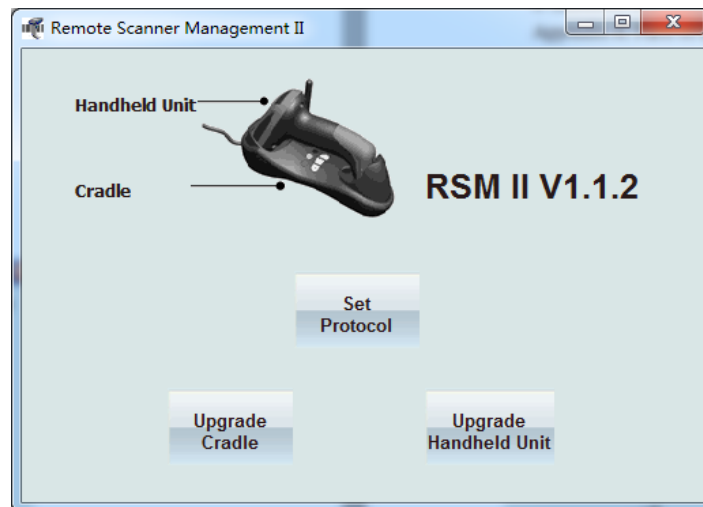 Remote Scanner Management II
Handheld Unit
Cradle
RSM II V1.1.2
Set
Protocol
Upgrade
Cradle
Upgrade
Handheld Unit